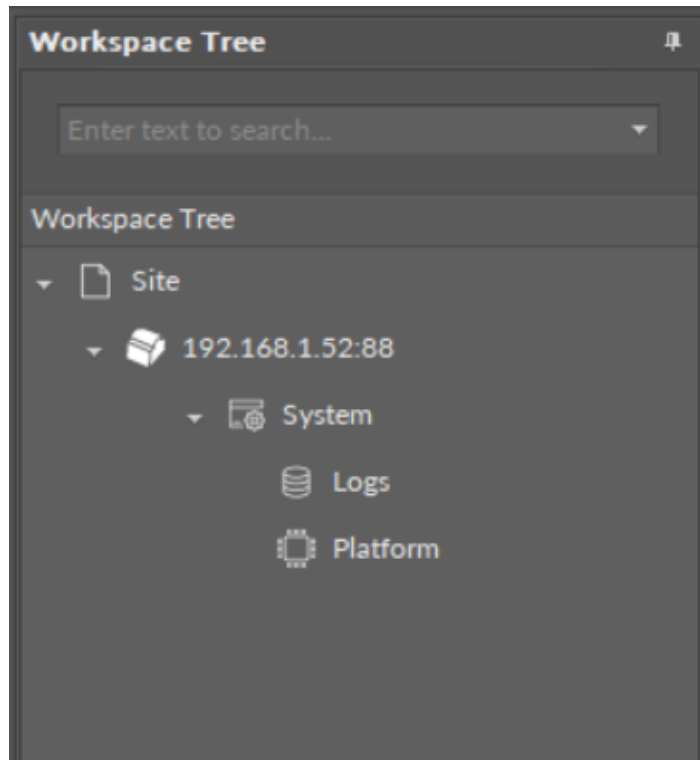 Workspace Tree
Enter text to search...
Workspace Tree
Site
192.168.1.52:88
System
Logs
Platform